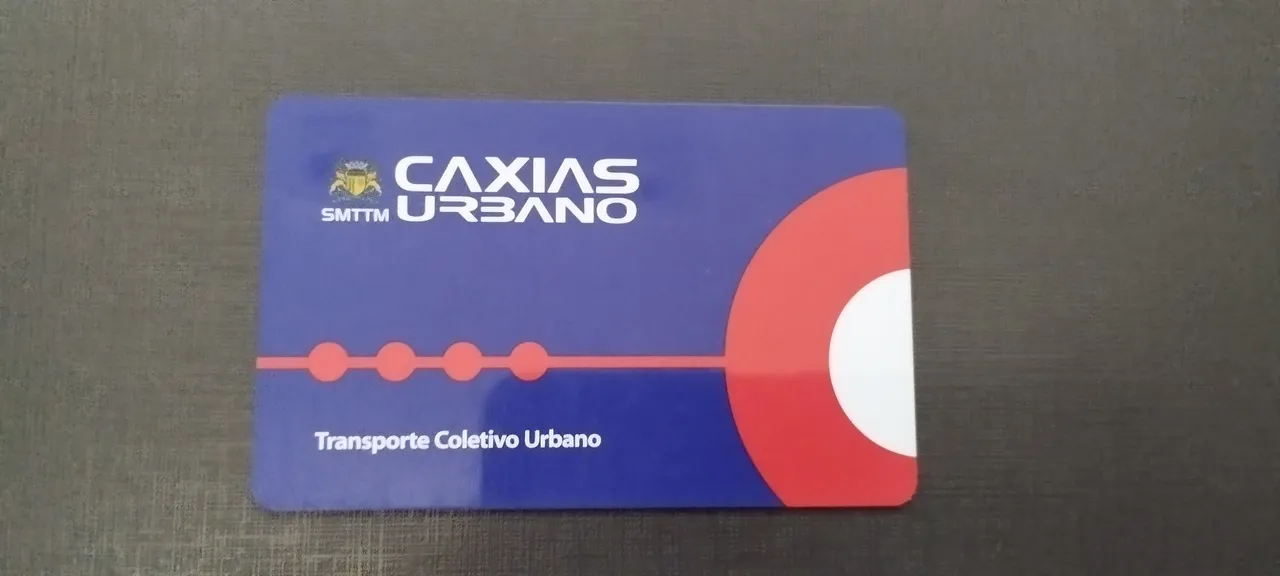 CAXIAS
SMTTM URBANO
Transporte Coletivo Urbano